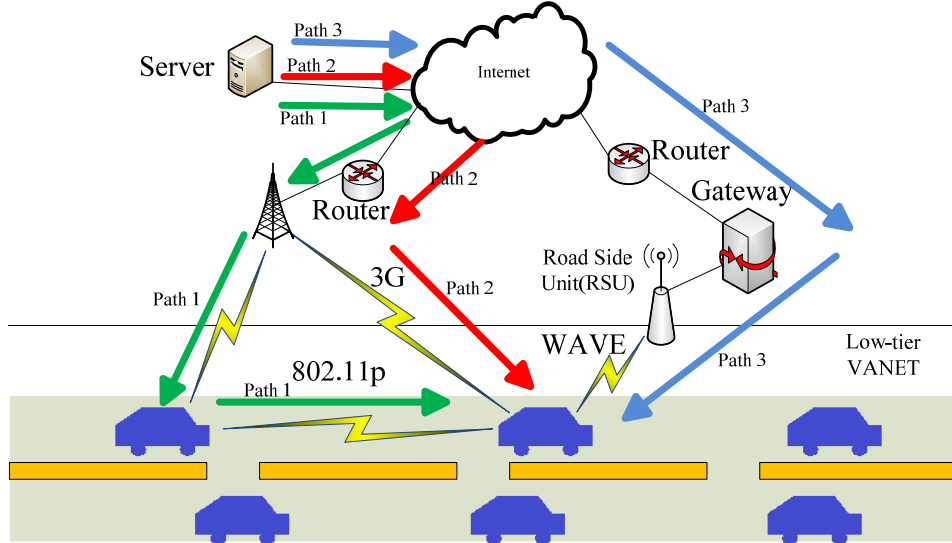 Path 3
Server
Path 2
Internet
Path 1
Path 3
Router
Path 2
Router
Gateway
Road Side
Unit(RSU)
3G
Path 2
Path 1
WAVE
Low-tier
VANET
Path 3
802.11p
Path 1